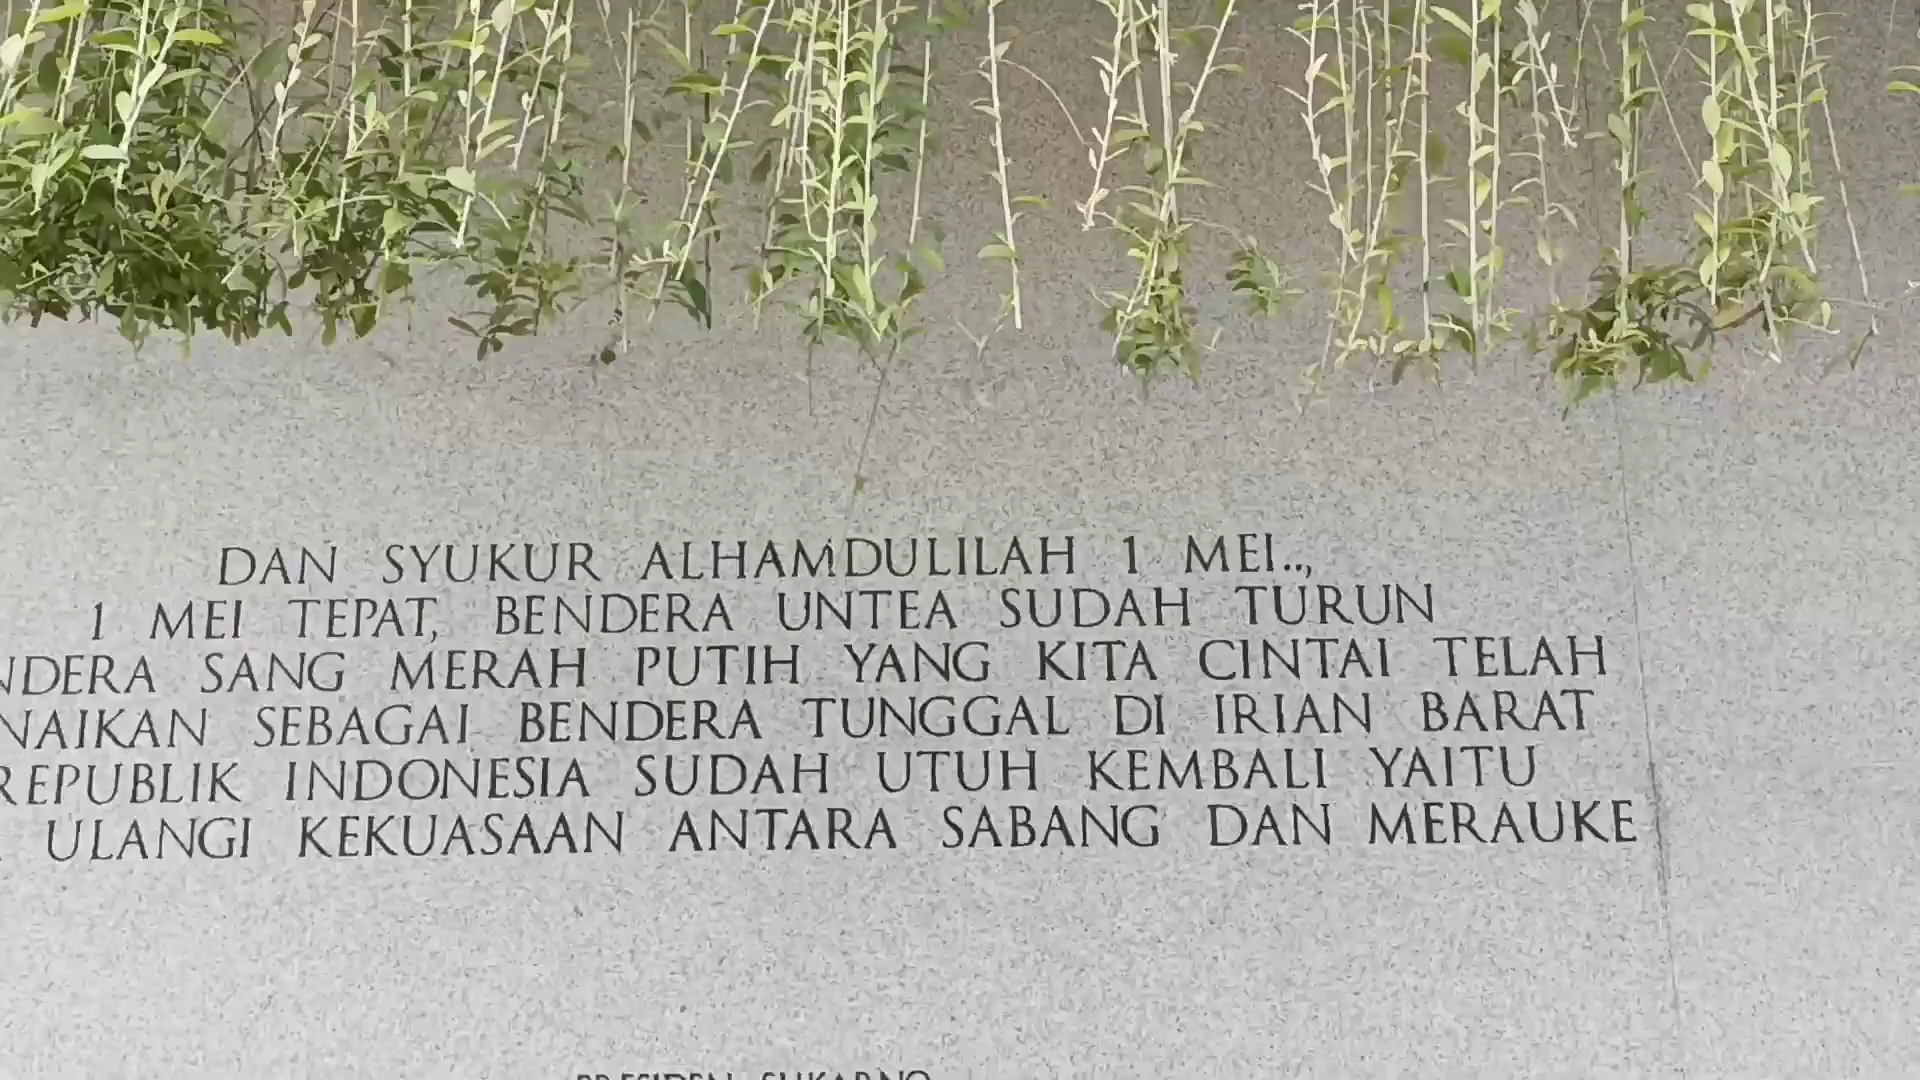 DAN SYUKUR ALHAMDULILAH 1 MEI..,
1 MEI TEPAT, BENDERA UNTEA SUDAH TURUN
NDERA SANG MERAH PUTIH YANG KITA CINTAI TELAH
NAIKAN SEBAGAI BENDERA TUNGGAL DI IRIAN BARAT
REPUBLIK INDONESIA SUDAH UTUH KEMBALI YAITU
ULANGI KEKUASAAN ANTARA SABANG DAN MERAUKE
PRESIDEN SUKARNO